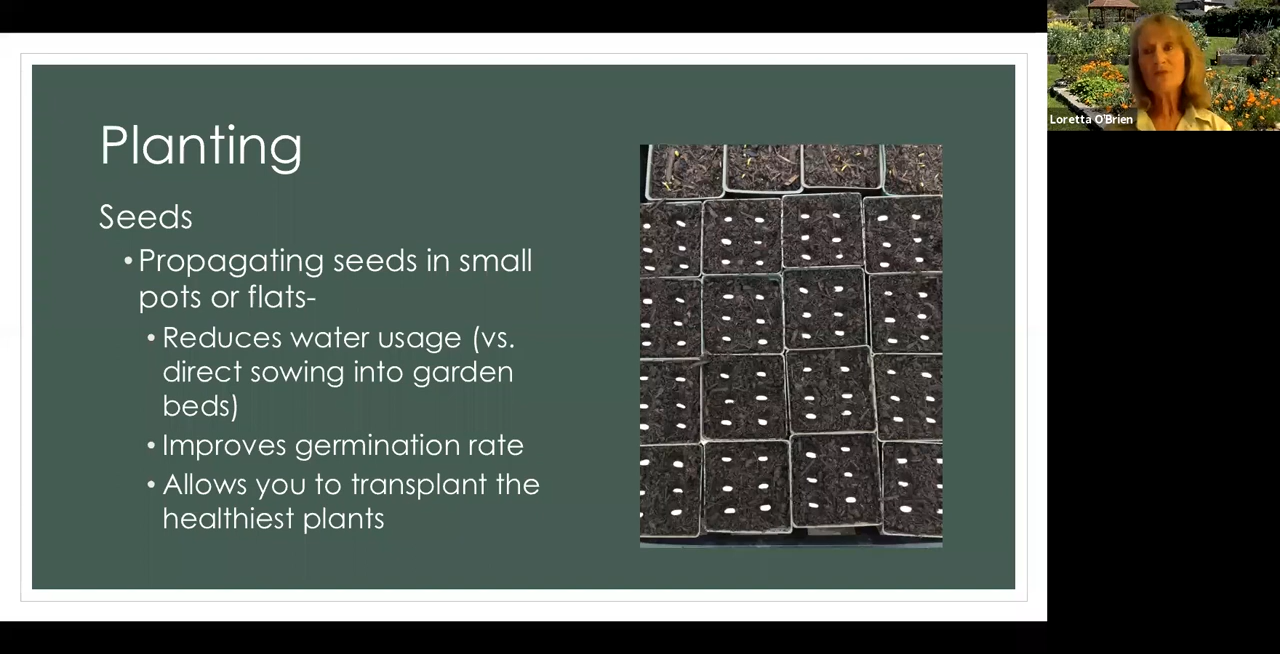 Planting
Seeds
•Propagating seeds in small
pots or flats-
•Reduces water usage (vs.
direct sowing into garden
beds)
•Improves germination rate
•Allows you to transplant the
healthiest plants
Loretta O'Brien